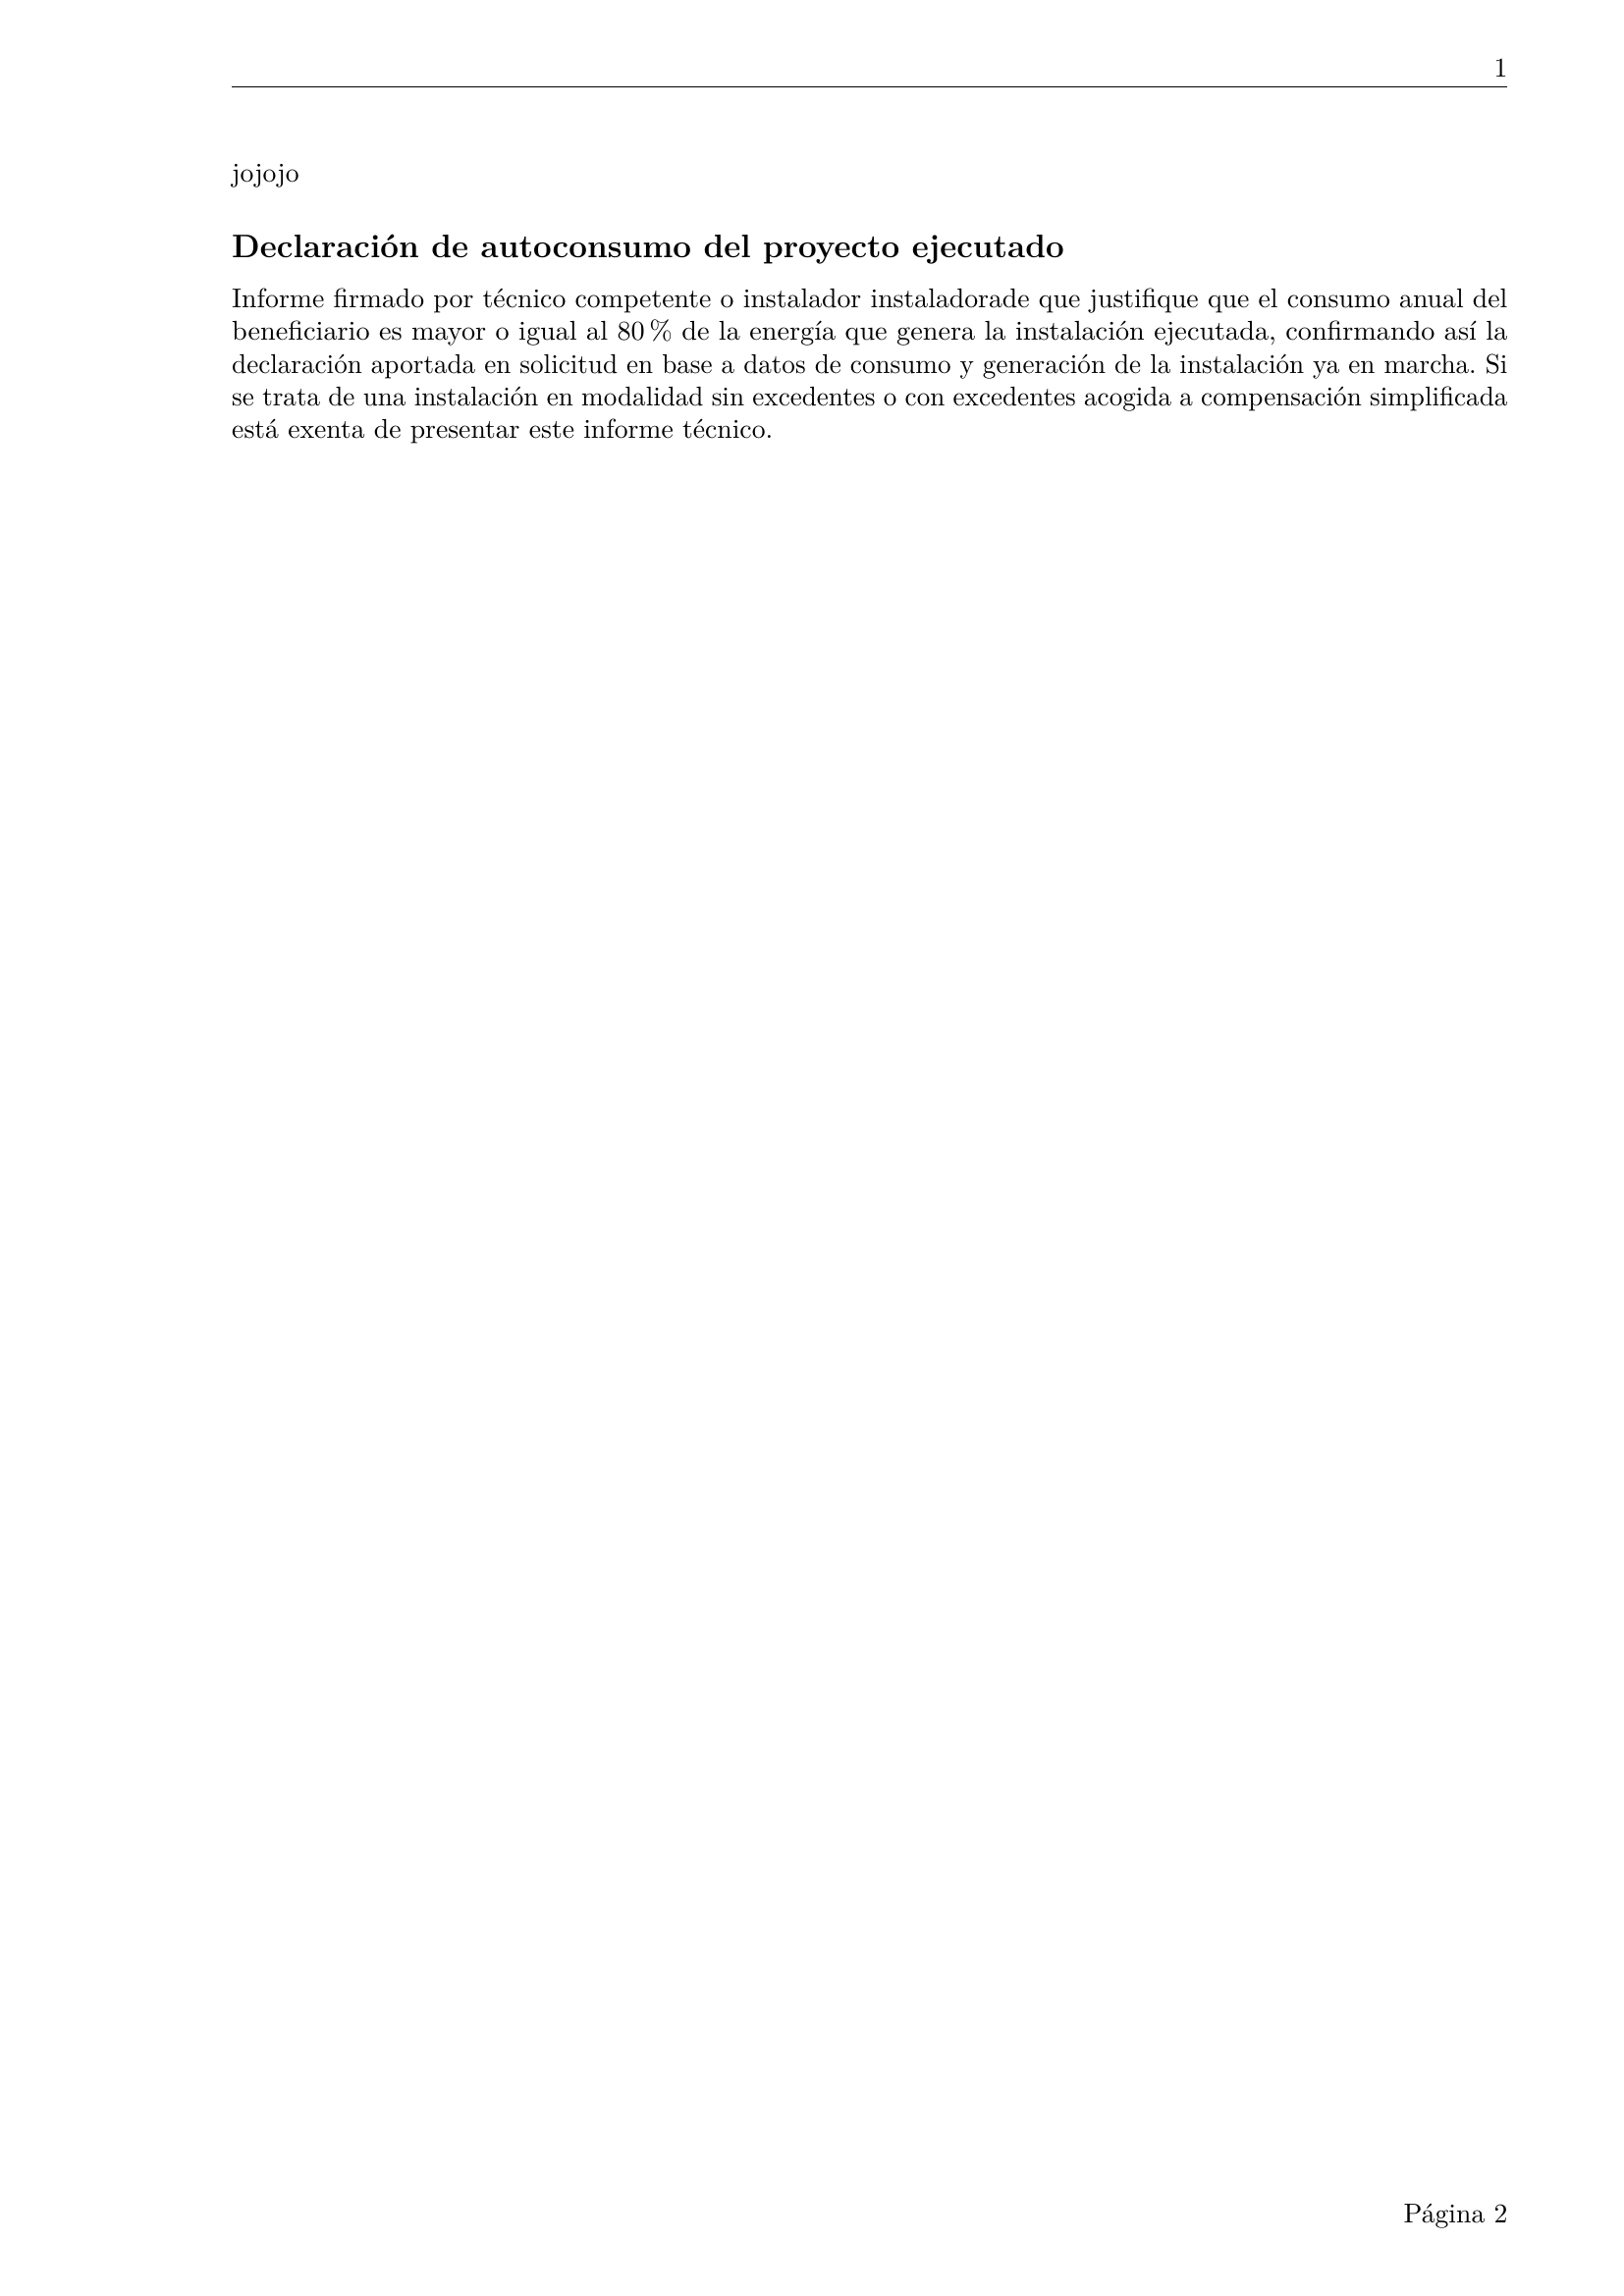 1
jojojo
Declaración de autoconsumo del proyecto ejecutado
Informe firmado por técnico competente o instalador instaladorade que justifique que el consumo anual del
beneficiario es mayor o igual al 80 % de la energía que genera la instalación ejecutada, confirmando así la
declaración aportada en solicitud en base a datos de consumo y generación de la instalación ya en marcha. Si
se trata de una instalación en modalidad sin excedentes o con excedentes acogida a compensación simplificada
está exenta de presentar este informe técnico.
Página 2